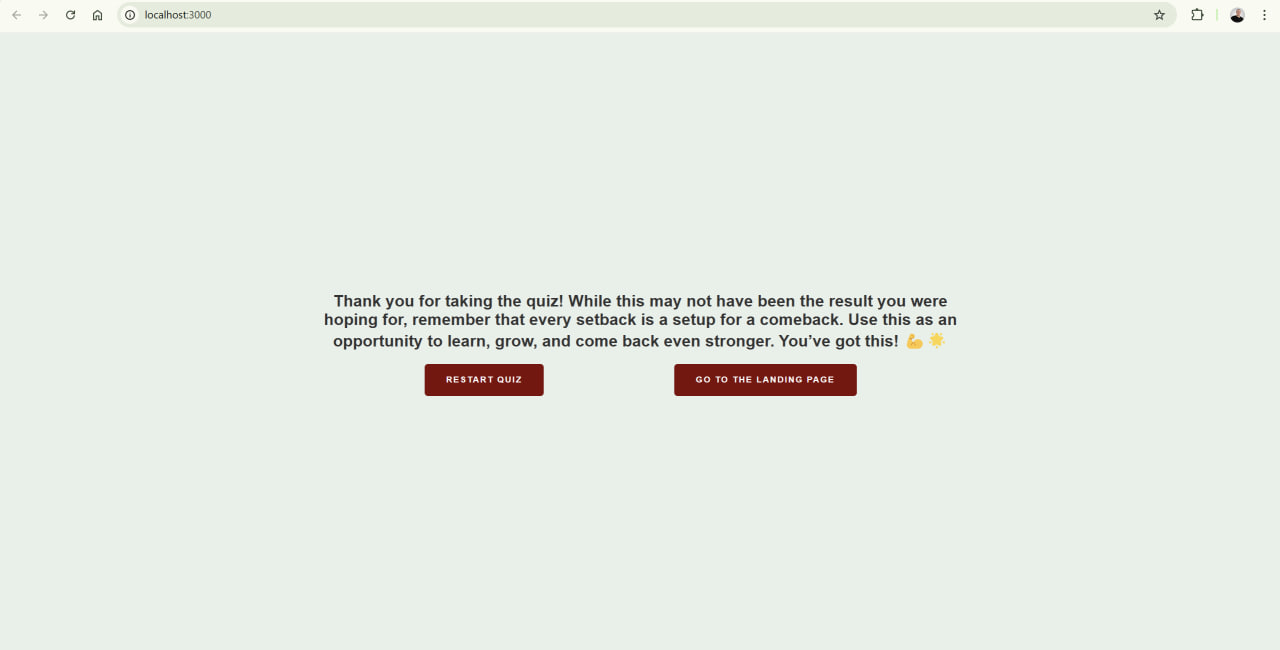 localhost:3000
Thank you for taking the quiz! While this may not have been the result you were
hoping for, remember that every setback is a setup for a comeback. Use this as an
opportunity to learn, grow, and come back even stronger. You’ve got this! 💪 🌟
RESTART QUIZ
GO TO THE LANDING PAGE